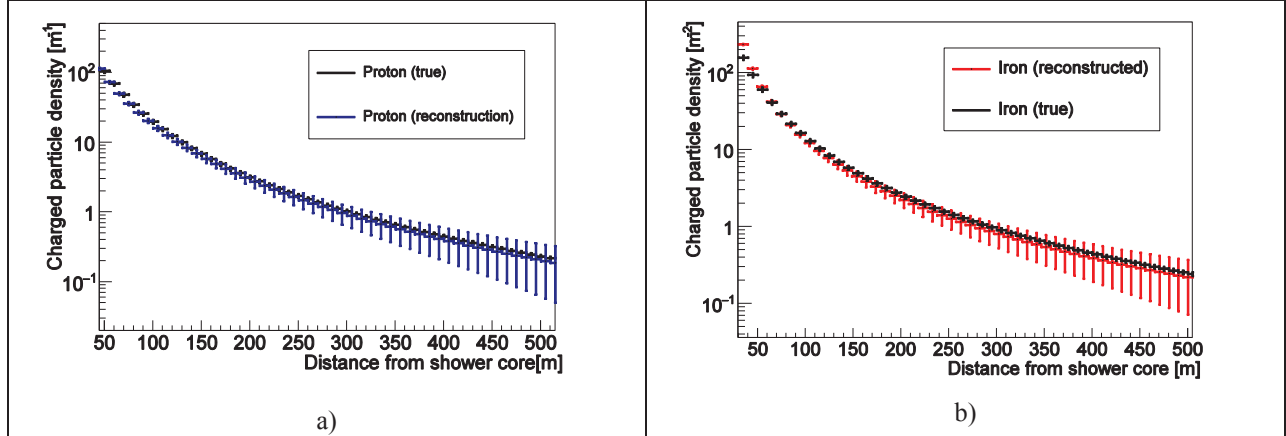 Charged particle density [m⁻¹]
10²
10
1
10⁻¹
Proton (true)
Proton (reconstruction)
50 100 150 200 250 300 350 400 450 500
Distance from shower core[m]
a)
Charged particle density [m⁻²]
10²
10
1
10⁻¹
Iron (reconstructed)
Iron (true)
50 100 150 200 250 300 350 400 450 500
Distance from shower core [m]
b)